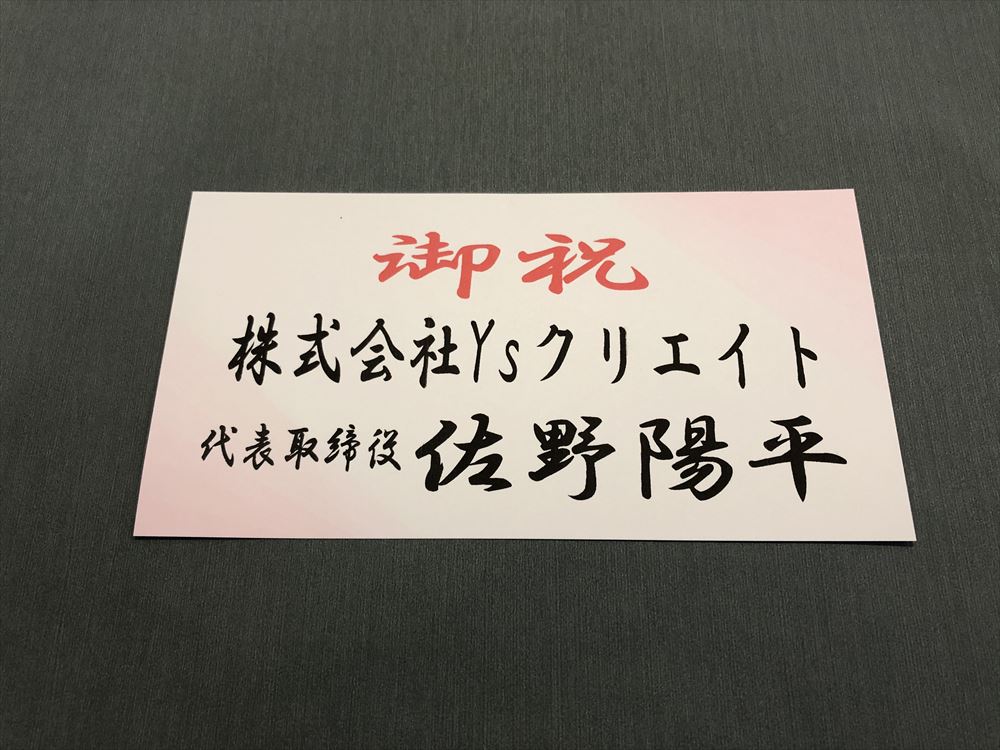 御祝
株式会社Ysクリエイト
代表取締役 佐野陽平